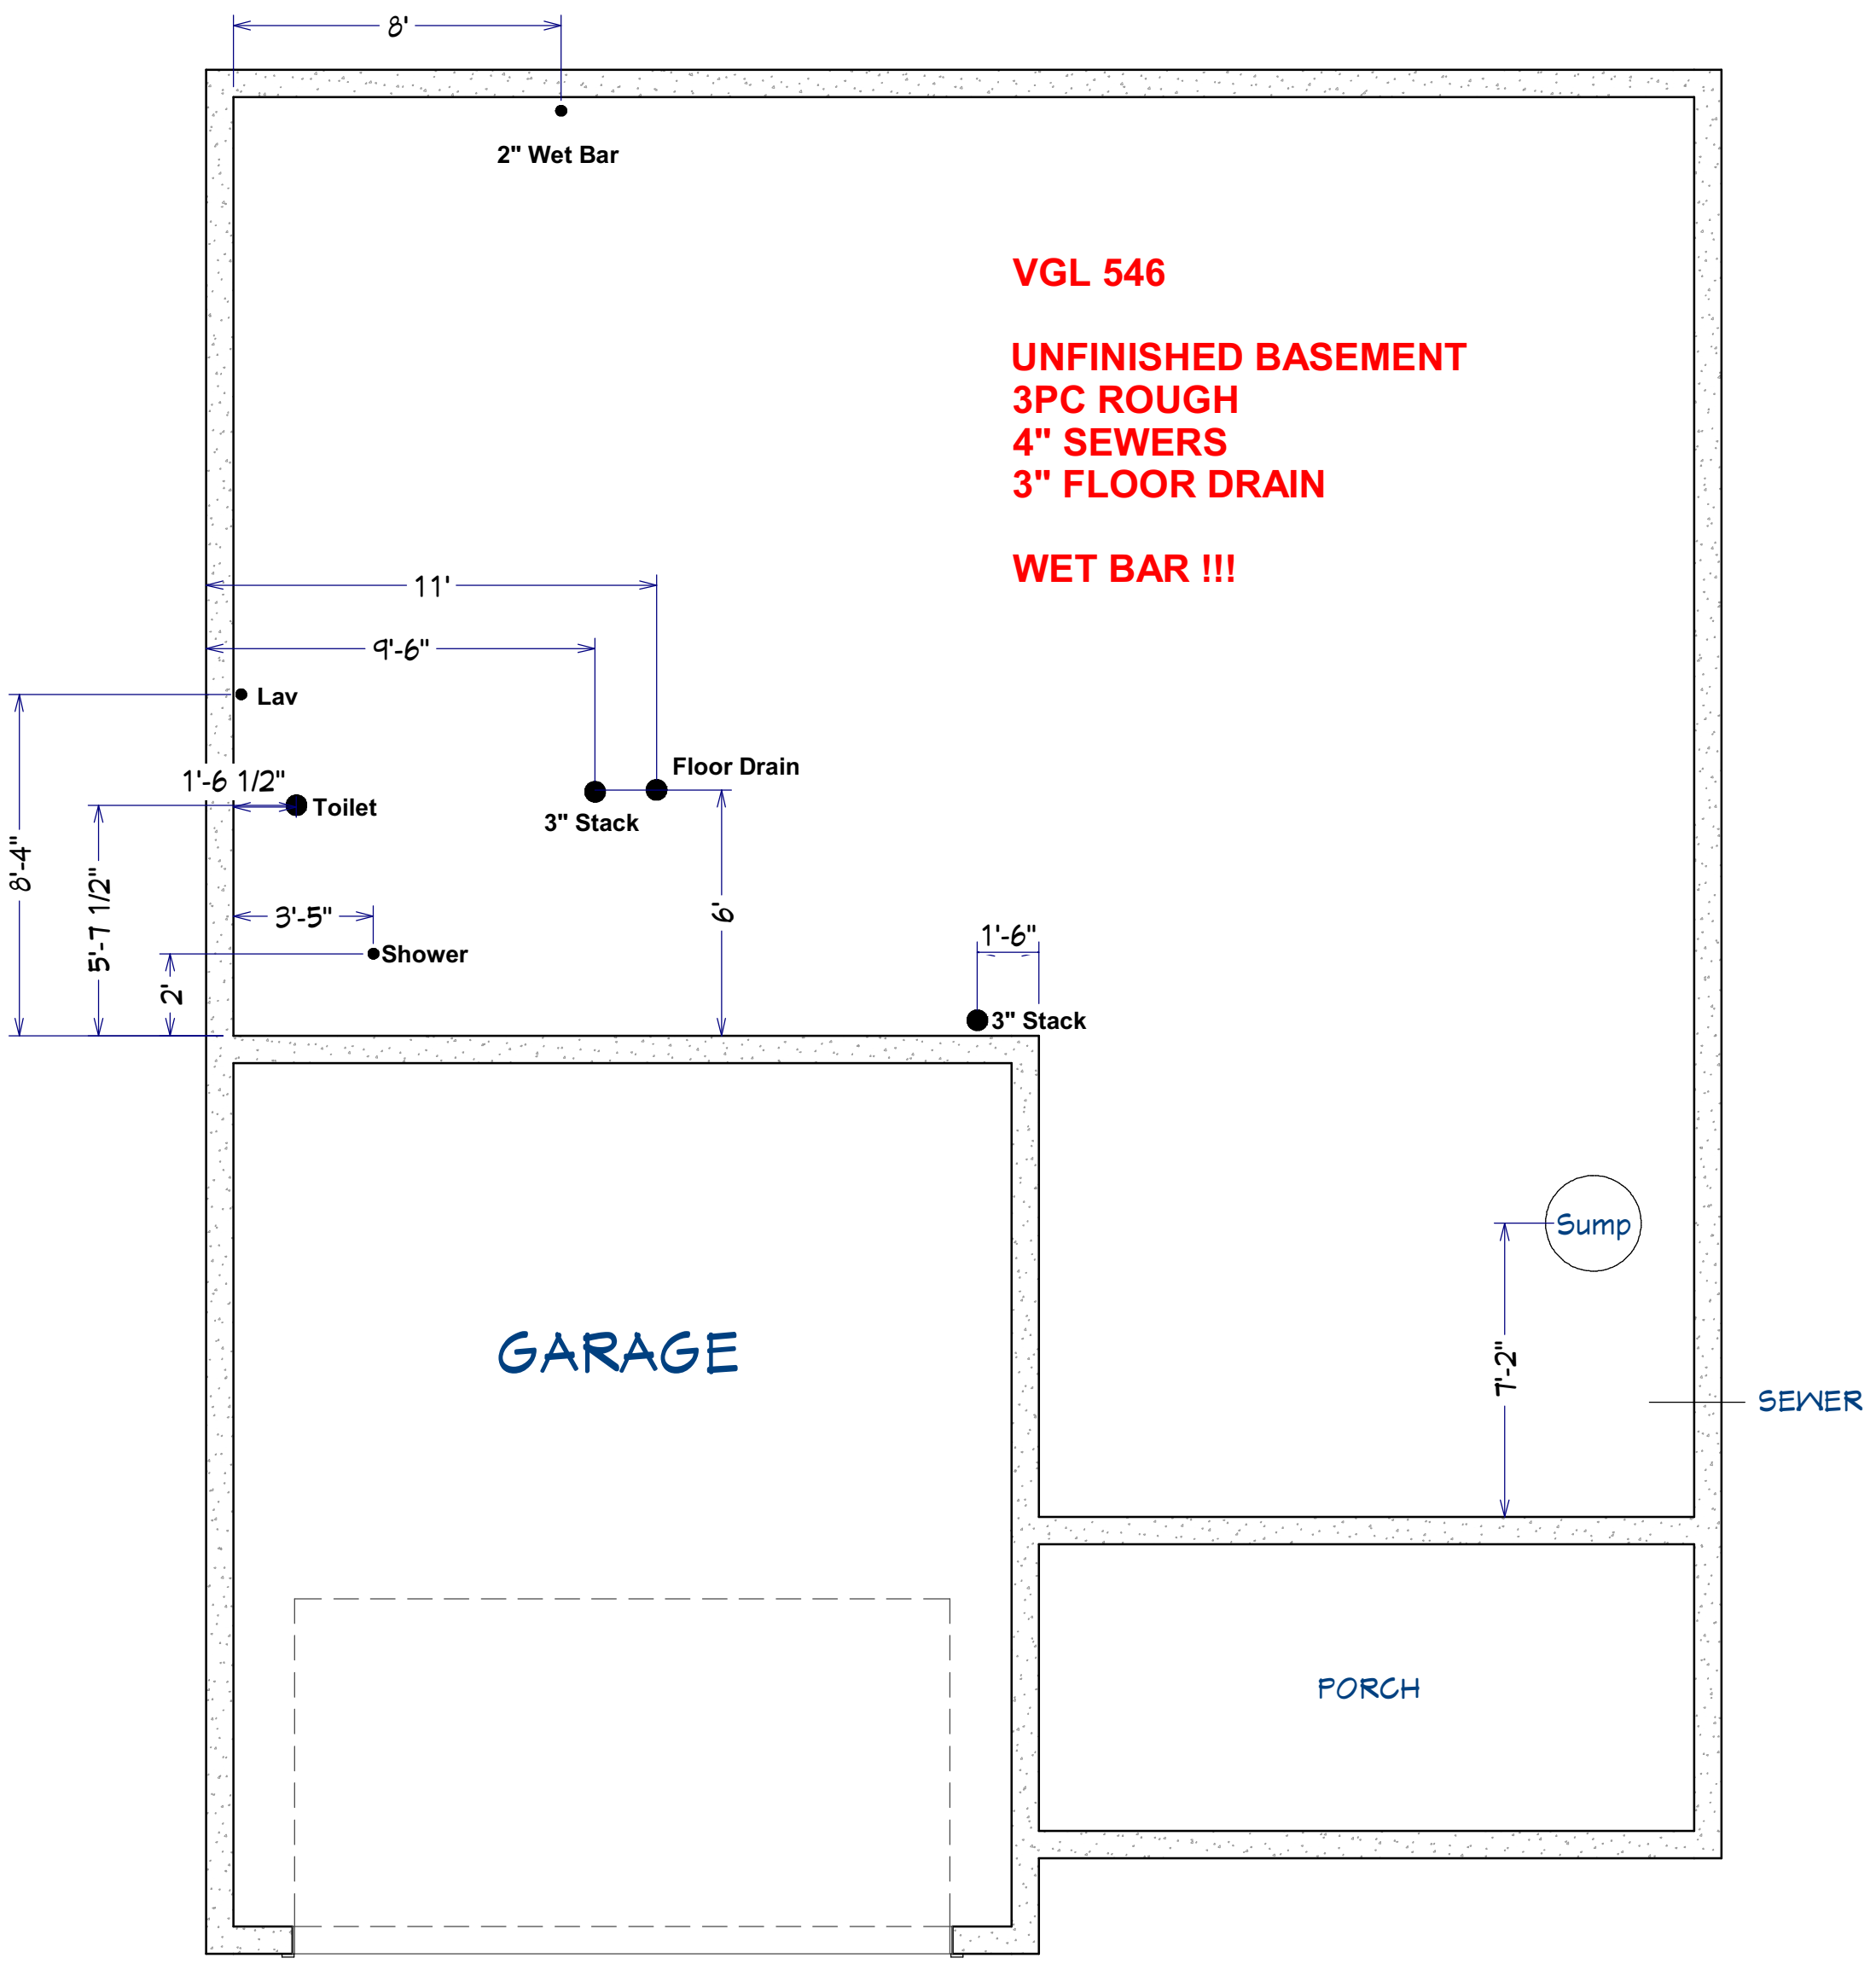 8'
2" Wet Bar
VGL 546
UNFINISHED BASEMENT
3PC ROUGH
4" SEWERS
3" FLOOR DRAIN
WET BAR !!!
11'
9'-6"
Lav
1'-6 1/2"
Toilet
Floor Drain
3" Stack
8'-4"
5'-7 1/2"
3'-5"
6'
Shower
2'
1'-6"
3" Stack
Sump
GARAGE
7'-2"
SEWER
PORCH